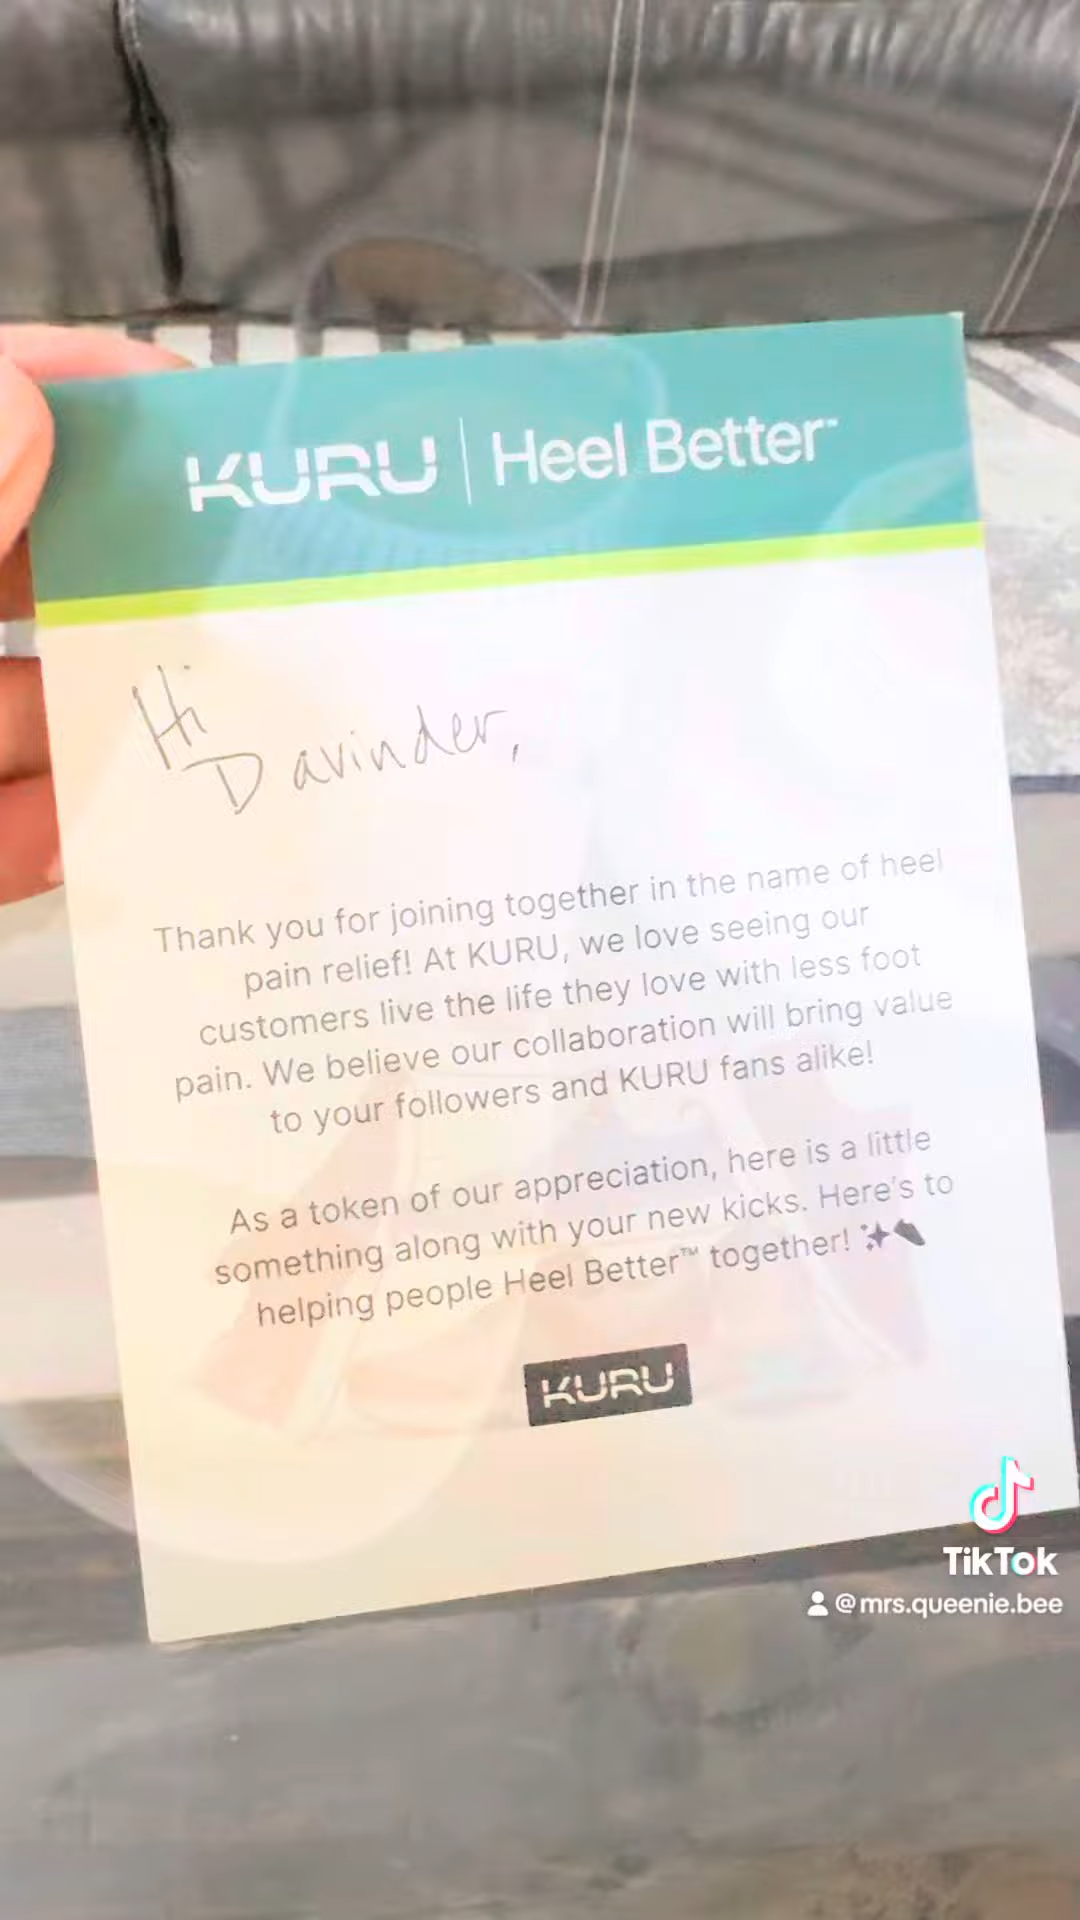 KURU | Heel Better™
Hi
Davinder,
Thank you for joining together in the name of heel
pain relief! At KURU, we love seeing our
customers live the life they love with less foot
pain. We believe our collaboration will bring value
to your followers and KURU fans alike!
As a token of our appreciation, here is a little
something along with your new kicks. Here's to
helping people Heel Better™ together!
KURU
TikTok
@mrs.queenie.bee